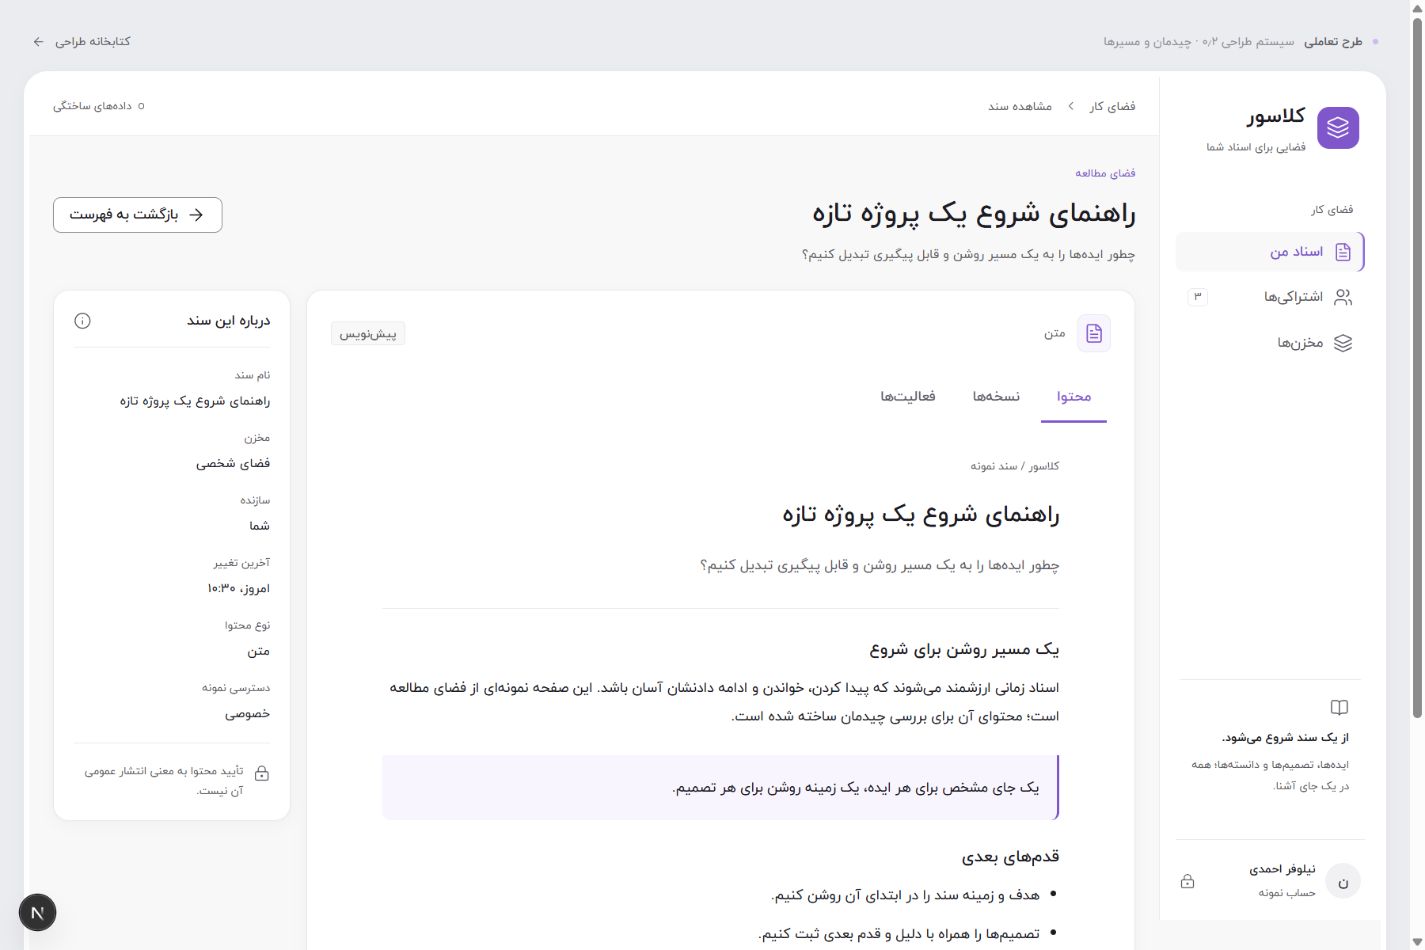 طرح تعاملی سیستم طراحی ۰٫۲ · چیدمان و مسیرها
کتابخانه طراحی
کلاسور
فضایی برای اسناد شما
فضای کار
اسناد من
اشتراکی‌ها
۳
مخزن‌ها
از یک سند شروع می‌شود.
ایده‌ها، تصمیم‌ها و دانسته‌ها؛ همه
در یک جای آشنا.
ن
نیلوفر احمدی
حساب نمونه
فضای کار
مشاهده سند
داده‌های ساختگی
فضای مطالعه
راهنمای شروع یک پروژه تازه
چطور ایده‌ها را به یک مسیر روشن و قابل پیگیری تبدیل کنیم؟
بازگشت به فهرست
متن
پیش‌نویس
محتوا
نسخه‌ها
فعالیت‌ها
کلاسور / سند نمونه
راهنمای شروع یک پروژه تازه
چطور ایده‌ها را به یک مسیر روشن و قابل پیگیری تبدیل کنیم؟
یک مسیر روشن برای شروع
اسناد زمانی ارزشمند می‌شوند که پیدا کردن، خواندن و ادامه دادنشان آسان باشد. این صفحه نمونه‌ای از فضای مطالعه
است؛ محتوای آن برای بررسی چیدمان ساخته شده است.
یک جای مشخص برای هر ایده، یک زمینه روشن برای هر تصمیم.
قدم‌های بعدی
هدف و زمینه سند را در ابتدای آن روشن کنیم.
تصمیم‌ها را همراه با دلیل و قدم بعدی ثبت کنیم.
درباره این سند
نام سند
راهنمای شروع یک پروژه تازه
مخزن
فضای شخصی
سازنده
شما
آخرین تغییر
امروز، ۱۰:۳۰
نوع محتوا
متن
دسترسی نمونه
خصوصی
تأیید محتوا به معنی انتشار عمومی
آن نیست.
N